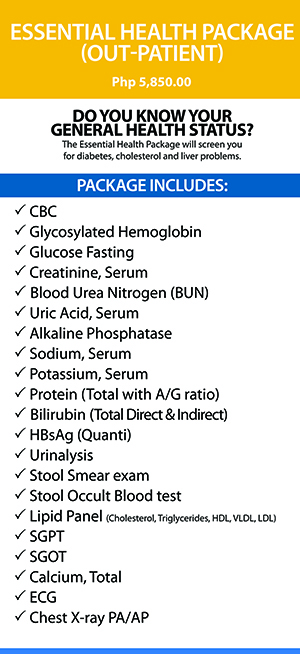 ESSENTIAL HEALTH PACKAGE
(OUT-PATIENT)
Php 5,850.00
DO YOU KNOW YOUR
GENERAL HEALTH STATUS?
The Essential Health Package will screen you
for diabetes, cholesterol and liver problems.
PACKAGE INCLUDES:
✓ CBC
✓ Glycosylated Hemoglobin
✓ Glucose Fasting
✓ Creatinine, Serum
✓ Blood Urea Nitrogen (BUN)
✓ Uric Acid, Serum
✓ Alkaline Phosphatase
✓ Sodium, Serum
✓ Potassium, Serum
✓ Protein (Total with A/G ratio)
✓ Bilirubin (Total Direct & Indirect)
✓ HBsAg (Quanti)
✓ Urinalysis
✓ Stool Smear exam
✓ Stool Occult Blood test
✓ Lipid Panel (Cholesterol, Triglycerides, HDL, VLDL, LDL)
✓ SGPT
✓ SGOT
✓ Calcium, Total
✓ ECG
✓ Chest X-ray PA/AP